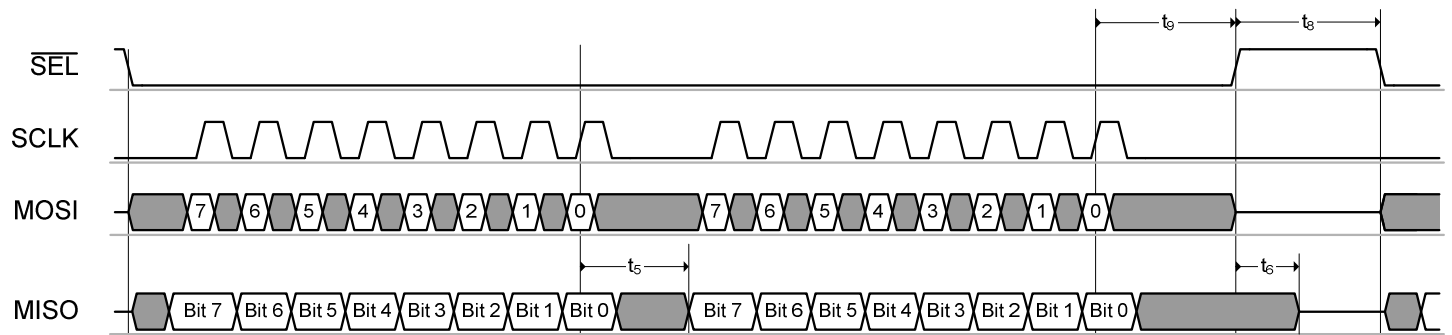 t₉ t₈
SEL
SCLK
MOSI 7 6 5 4 3 2 1 0 7 6 5 4 3 2 1 0
t₅ t₆
MISO Bit 7 Bit 6 Bit 5 Bit 4 Bit 3 Bit 2 Bit 1 Bit 0 Bit 7 Bit 6 Bit 5 Bit 4 Bit 3 Bit 2 Bit 1 Bit 0